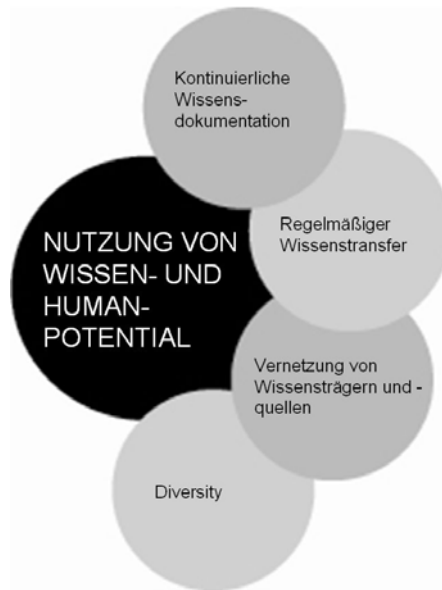 Kontinuierliche
Wissens-
dokumentation
Regelmäßiger
Wissenstransfer
NUTZUNG VON
WISSEN- UND
HUMAN-
POTENTIAL
Vernetzung von
Wissensträgern und -
quellen
Diversity